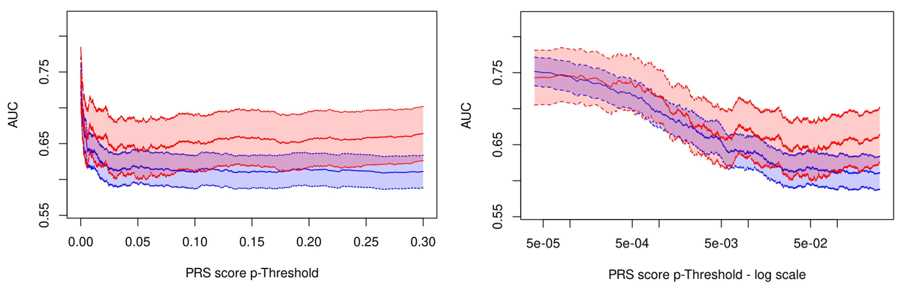 AUC
0.75
0.65
0.55
0.00 0.05 0.10 0.15 0.20 0.25 0.30
PRS score p-Threshold
AUC
0.75
0.65
0.55
5e-05 5e-04 5e-03 5e-02
PRS score p-Threshold - log scale